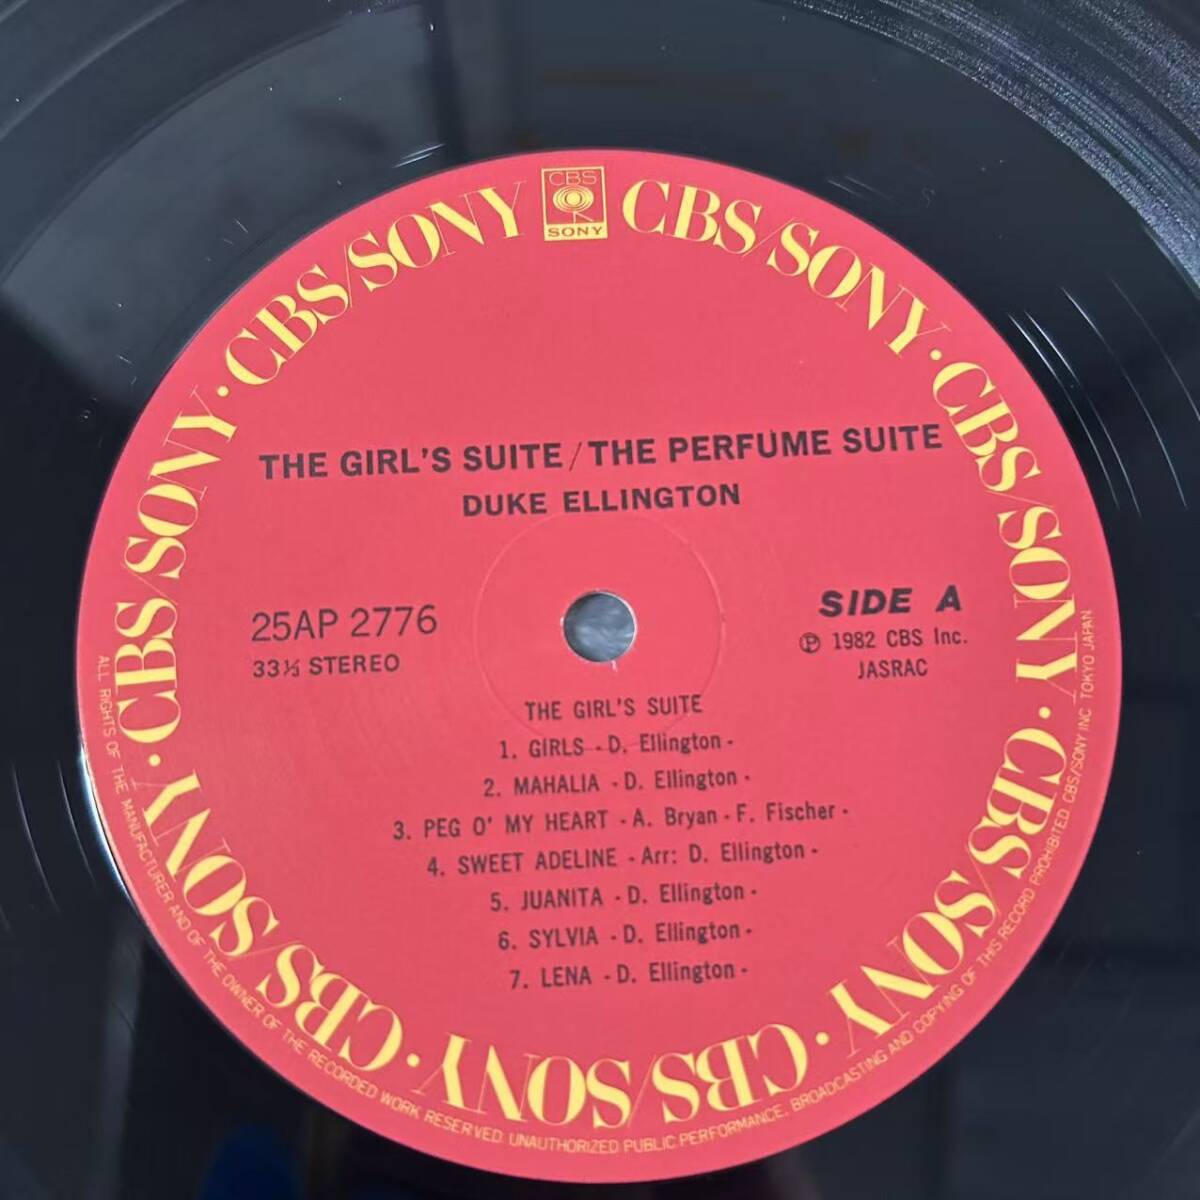 CBS
SONY
CBS/SONY · CBS/SONY · CBS/SONY · CBS/SONY · CBS/SONY · CBS/SONY · CBS/SONY · CBS/SONY · CBS/SONY
THE GIRL'S SUITE / THE PERFUME SUITE
DUKE ELLINGTON
25AP 2776
33⅓ STEREO
SIDE A
Ⓟ 1982 CBS Inc.
JASRAC
THE GIRL'S SUITE
1. GIRLS - D. Ellington -
2. MAHALIA - D. Ellington -
3. PEG O' MY HEART - A. Bryan - F. Fischer -
4. SWEET ADELINE - Arr: D. Ellington -
5. JUANITA - D. Ellington -
6. SYLVIA - D. Ellington -
7. LENA - D. Ellington -
ALL RIGHTS OF THE MANUFACTURER AND OF THE OWNER OF THE RECORDED WORK RESERVED. UNAUTHORIZED PUBLIC PERFORMANCE, BROADCASTING AND COPYING OF THIS RECORD PROHIBITED. CBS/SONY INC. TOKYO JAPAN